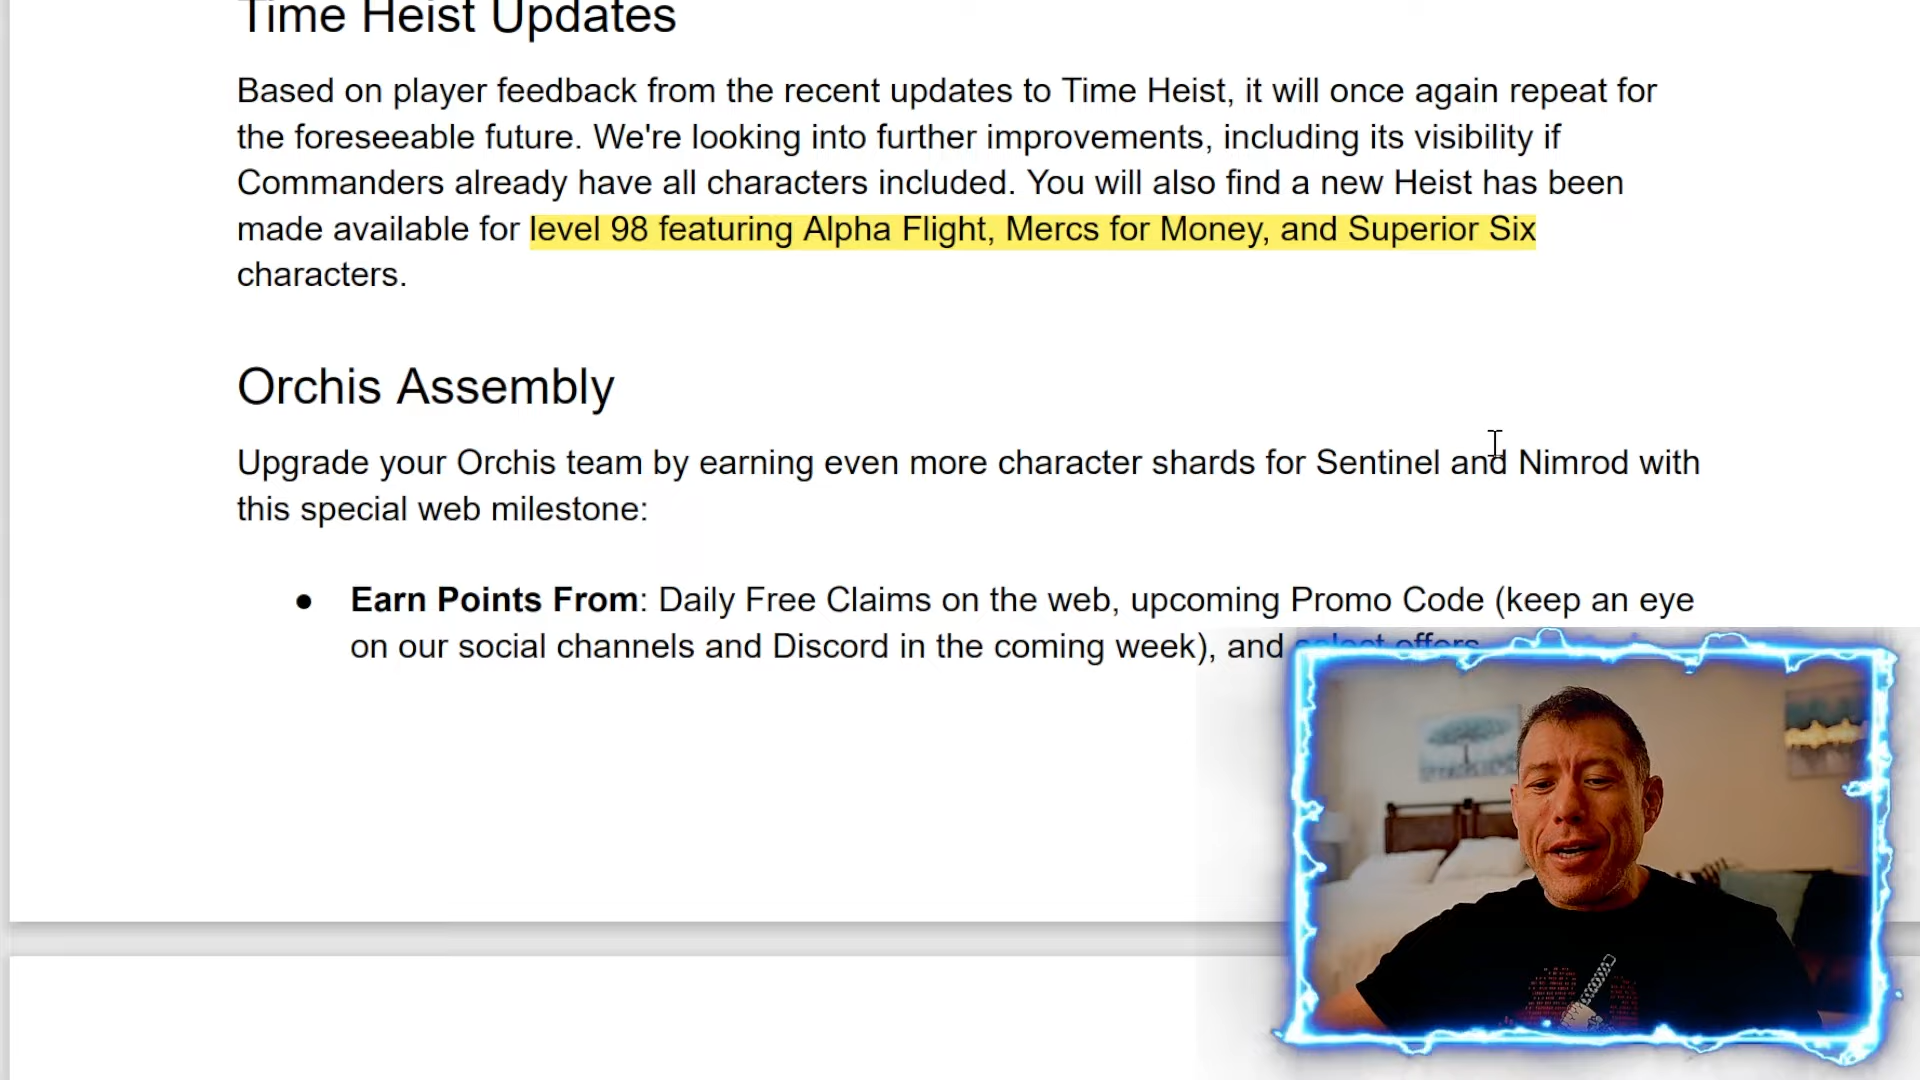 Time Heist Updates
Based on player feedback from the recent updates to Time Heist, it will once again repeat for
the foreseeable future. We're looking into further improvements, including its visibility if
Commanders already have all characters included. You will also find a new Heist has been
made available for level 98 featuring Alpha Flight, Mercs for Money, and Superior Six
characters.
Orchis Assembly
Upgrade your Orchis team by earning even more character shards for Sentinel and Nimrod with
this special web milestone:
● Earn Points From: Daily Free Claims on the web, upcoming Promo Code (keep an eye
on our social channels and Discord in the coming week), and select offers